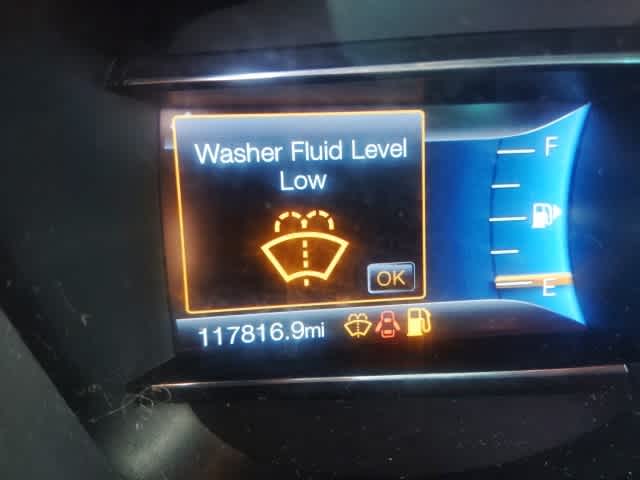 Washer Fluid Level
Low
OK
F
E
117816.9mi